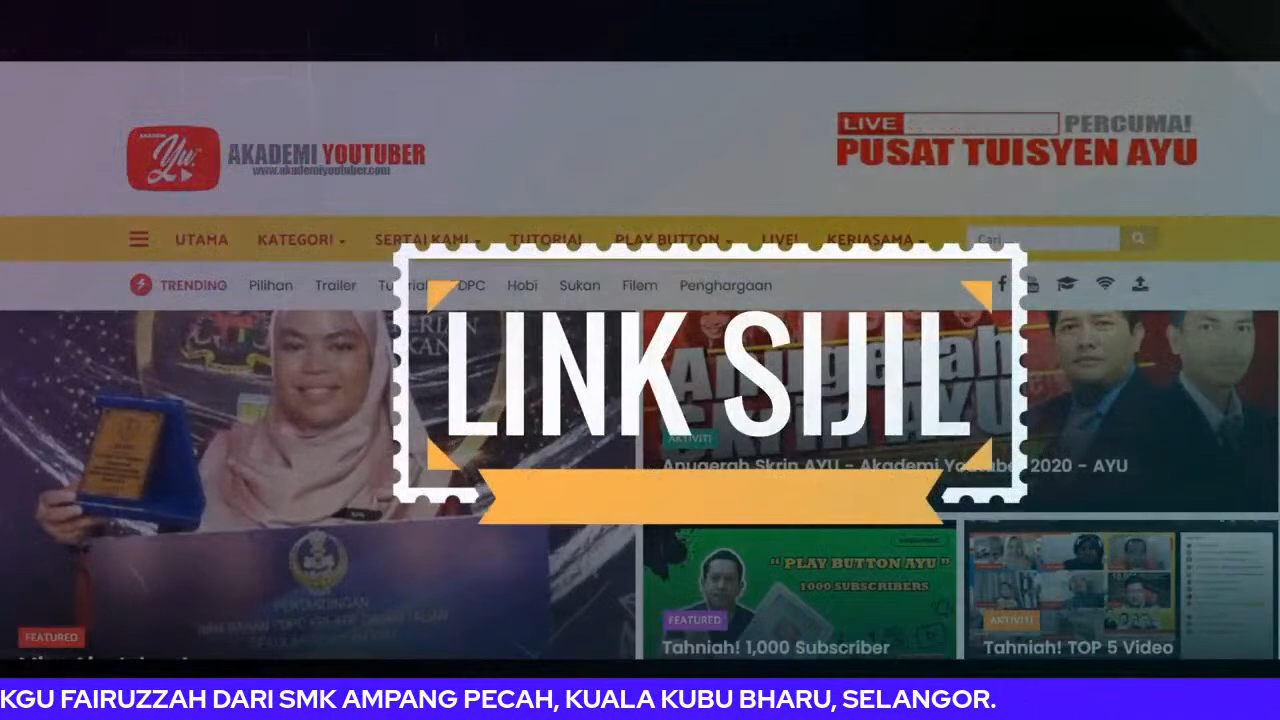 AKADEMI YOUTUBER
www.akademiyoutuber.com
LIVE
PERCUMA!
PUSAT TUISYEN AYU
UTAMA
KATEGORI
SERTAI KAMI
TUTORIAL
PLAY BUTTON
LIVE!
KERJASAMA
Cari
TRENDING
Pilihan
Trailer
Tutorial
DPC
Hobi
Sukan
Filem
Penghargaan
LINK SIJIL
Anugerah
AKTIVITI
Anugerah Skrin AYU - Akademi Youtuber 2020 - AYU
PERTANDINGAN
" PLAY BUTTON AYU "
1000 SUBSCRIBERS
FEATURED
FEATURED
Tahniah! 1,000 Subscriber
AKTIVITI
Tahniah! TOP 5 Video
KGU FAIRUZZAH DARI SMK AMPANG PECAH, KUALA KUBU BHARU, SELANGOR.